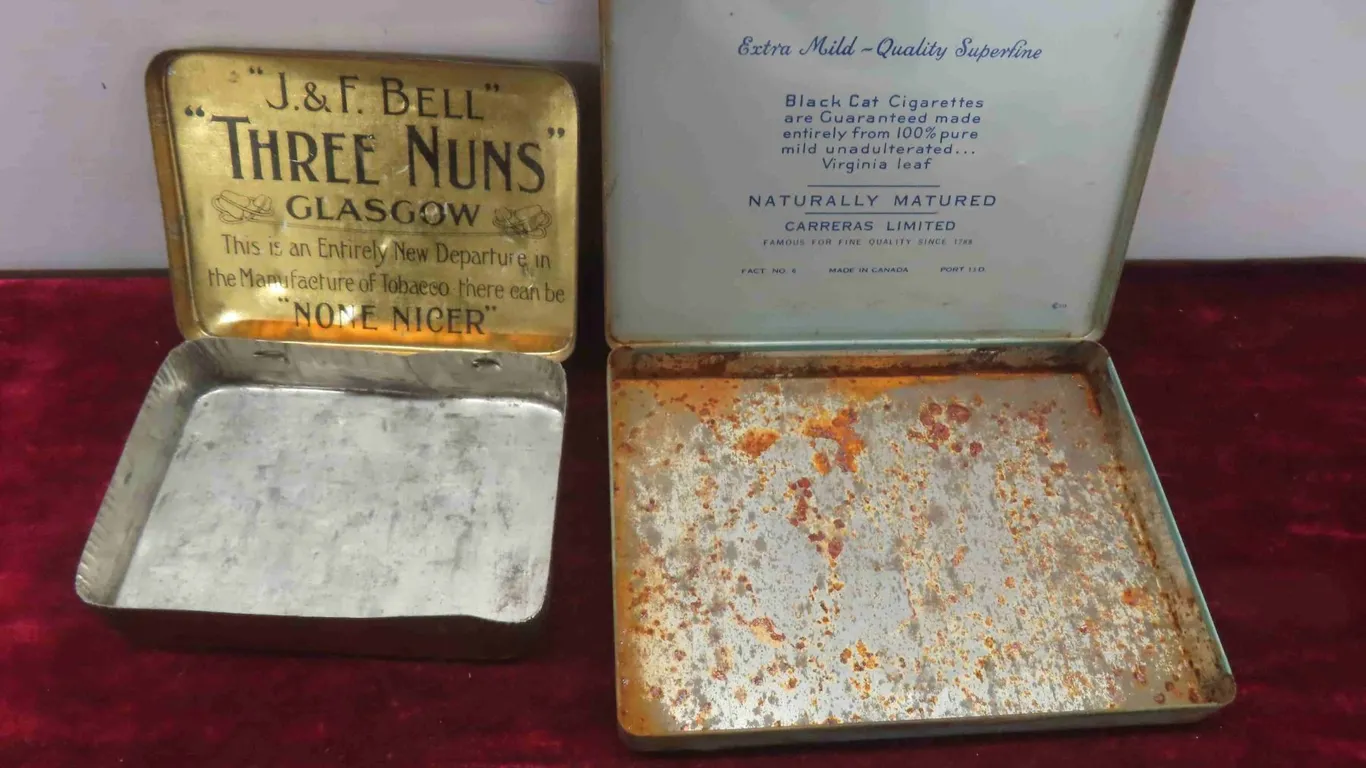 "J. & F. BELL"
"THREE NUNS"
GLASGOW
This is an Entirely New Departure in
the Manufacture of Tobacco there can be
"NONE NICER"
Extra Mild ~ Quality Superfine
Black Cat Cigarettes
are Guaranteed made
entirely from 100% pure
mild unadulterated...
Virginia leaf
NATURALLY MATURED
CARRERAS LIMITED
FAMOUS FOR FINE QUALITY SINCE 1788
FACT. NO. 6 MADE IN CANADA PORT 13D.